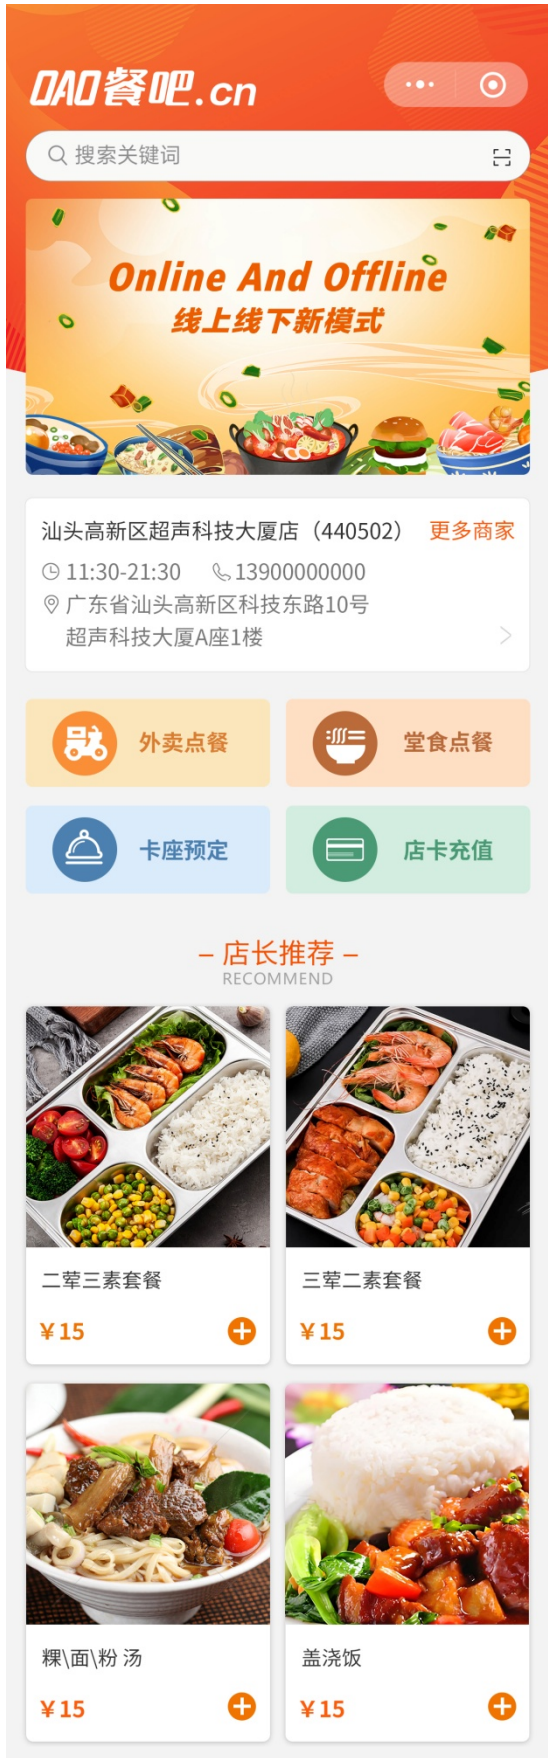 OAO餐吧.cn
搜索关键词
Online And Offline
线上线下新模式
汕头高新区超声科技大厦店（440502） 更多商家
11:30-21:30 13900000000
广东省汕头高新区科技东路10号
超声科技大厦A座1楼
外卖点餐 堂食点餐
卡座预定 店卡充值
– 店长推荐 –
RECOMMEND
二荤三素套餐 三荤二素套餐
￥15 ￥15
粿\面\粉 汤 盖浇饭
￥15 ￥15